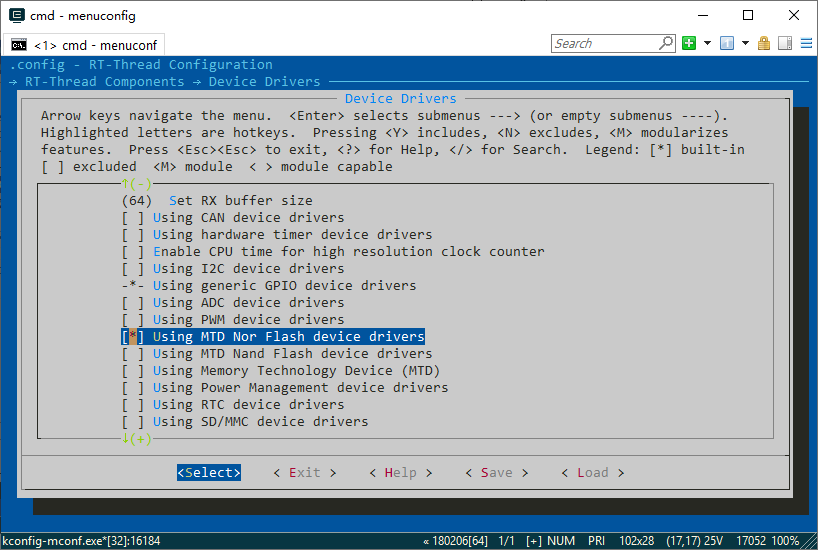 cmd - menuconfig
<1> cmd - menuconf
Search
.config - RT-Thread Configuration
→ RT-Thread Components → Device Drivers
Device Drivers
Arrow keys navigate the menu.  <Enter> selects submenus ---> (or empty submenus ----).
Highlighted letters are hotkeys.  Pressing <Y> includes, <N> excludes, <M> modularizes
features.  Press <Esc><Esc> to exit, <?> for Help, </> for Search.  Legend: [*] built-in
[ ] excluded  <M> module  < > module capable
↑(-)
(64)  Set RX buffer size
[ ] Using CAN device drivers
[ ] Using hardware timer device drivers
[ ] Enable CPU time for high resolution clock counter
[ ] Using I2C device drivers
-*- Using generic GPIO device drivers
[ ] Using ADC device drivers
[ ] Using PWM device drivers
[*] Using MTD Nor Flash device drivers
[ ] Using MTD Nand Flash device drivers
[ ] Using Memory Technology Device (MTD)
[ ] Using Power Management device drivers
[ ] Using RTC device drivers
[ ] Using SD/MMC device drivers
↓(+)
<Select>    < Exit >    < Help >    < Save >    < Load >
kconfig-mconf.exe*[32]:16184    « 180206[64]  1/1  [+] NUM  PRI  102x28  (17,17) 25V  17052 100%